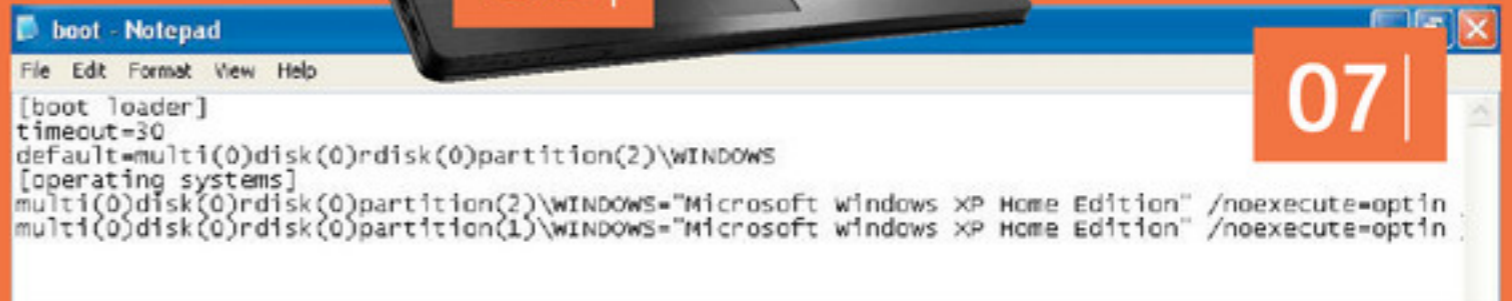 boot - Notepad
File Edit Format View Help
07
[boot loader]
timeout=30
default=multi(0)disk(0)rdisk(0)partition(2)\WINDOWS
[operating systems]
multi(0)disk(0)rdisk(0)partition(2)\WINDOWS="Microsoft Windows XP Home Edition" /noexecute=optin
multi(0)disk(0)rdisk(0)partition(1)\WINDOWS="Microsoft Windows XP Home Edition" /noexecute=optin